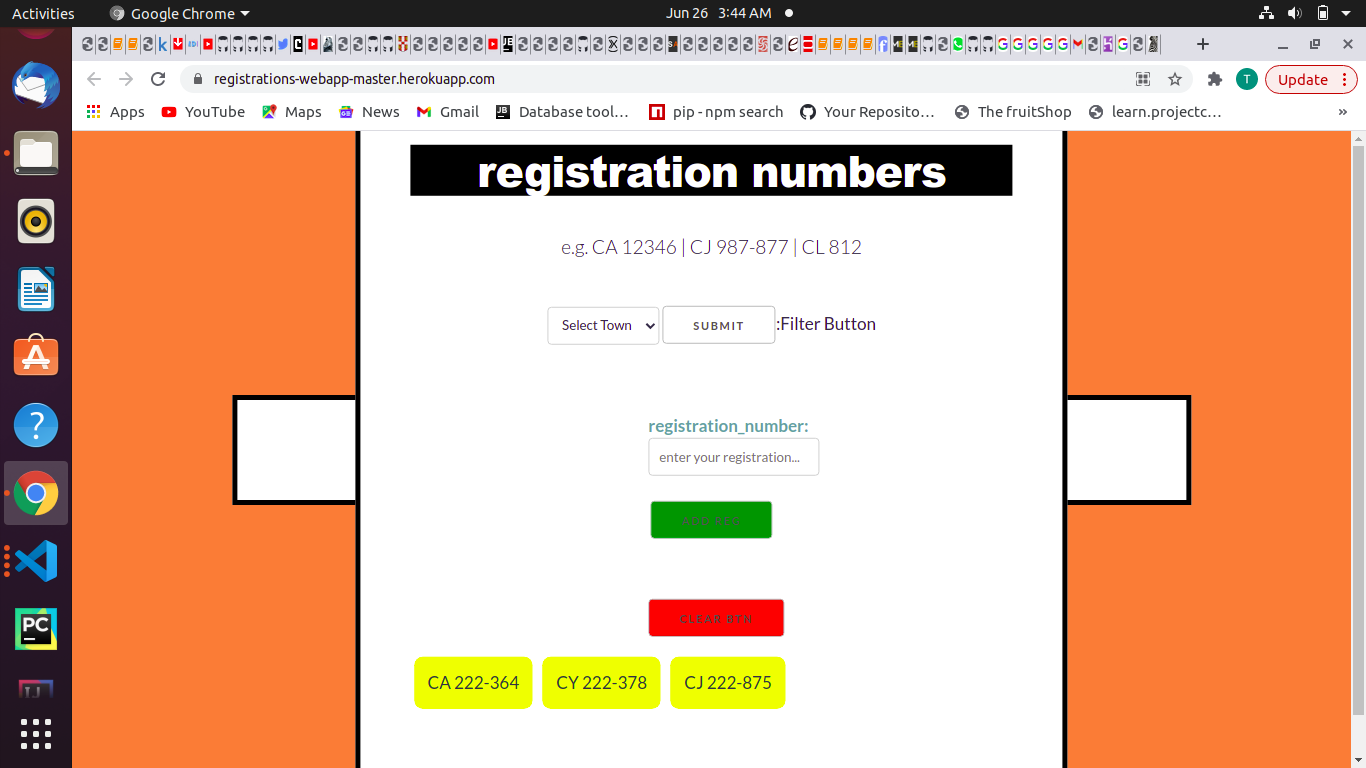 Activities Google Chrome Jun 26 3:44 AM
registrations-webapp-master.herokuapp.com T Update
Apps YouTube Maps News Gmail Database tool… pip - npm search Your Reposito… The fruitShop learn.projectc… »
registration numbers
e.g. CA 12346 | CJ 987-877 | CL 812
Select Town SUBMIT :Filter Button
registration_number:
enter your registration...
ADD REG
CLEAR BTN
CA 222-364 CY 222-378 CJ 222-875